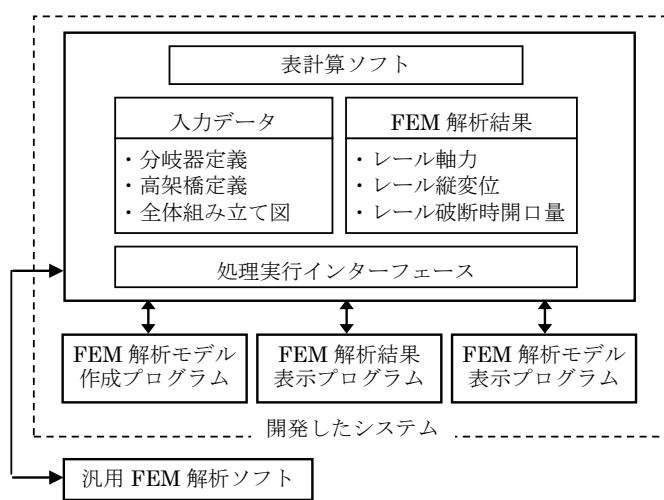 表計算ソフト
入力データ
・分岐器定義
・高架橋定義
・全体組み立て図
FEM 解析結果
・レール軸力
・レール縦変位
・レール破断時開口量
処理実行インターフェース
FEM 解析モデル
作成プログラム
FEM 解析結果
表示プログラム
FEM 解析モデル
表示プログラム
開発したシステム
汎用 FEM 解析ソフト